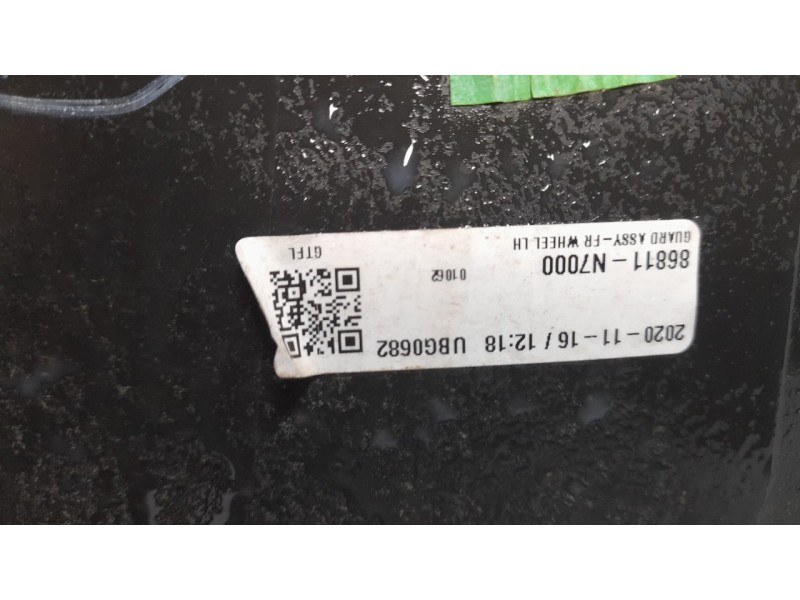 2020-11-16 / 12:18 UBG0682
01062
86811-N7000
GUARD ASSY-FR WHEEL LH
GTFL